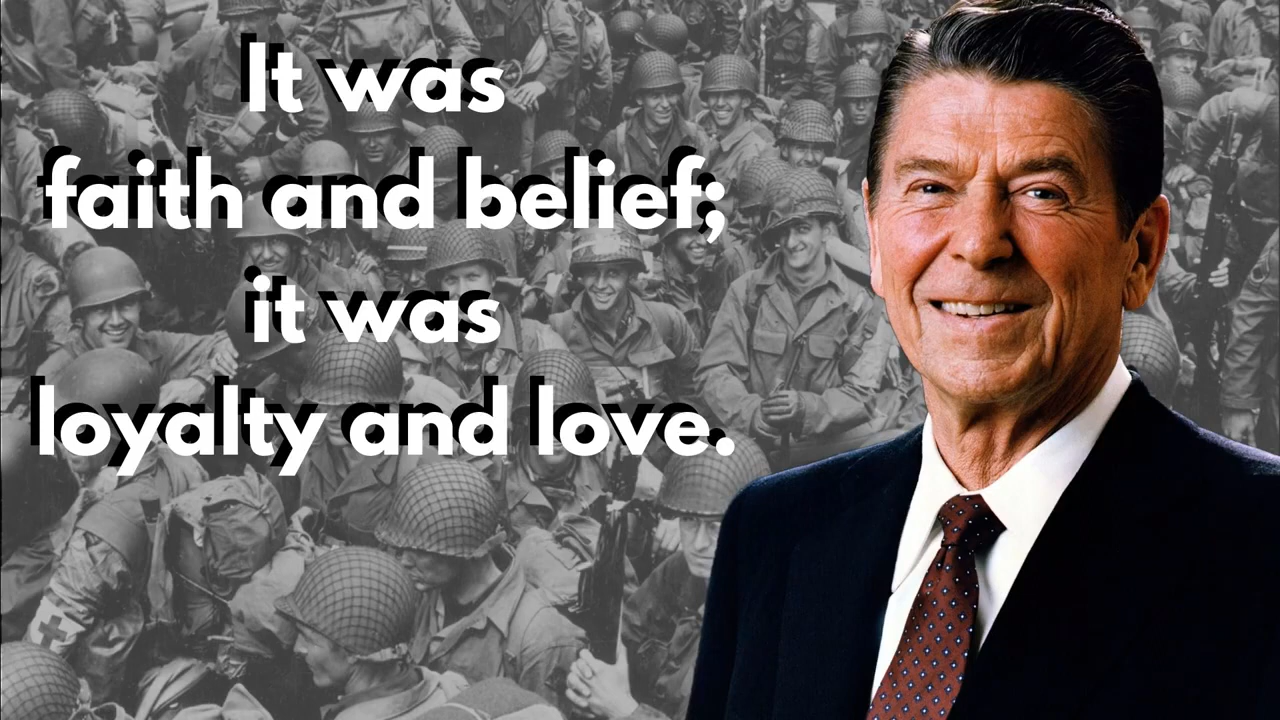 It was
faith and belief;
it was
loyalty and love.